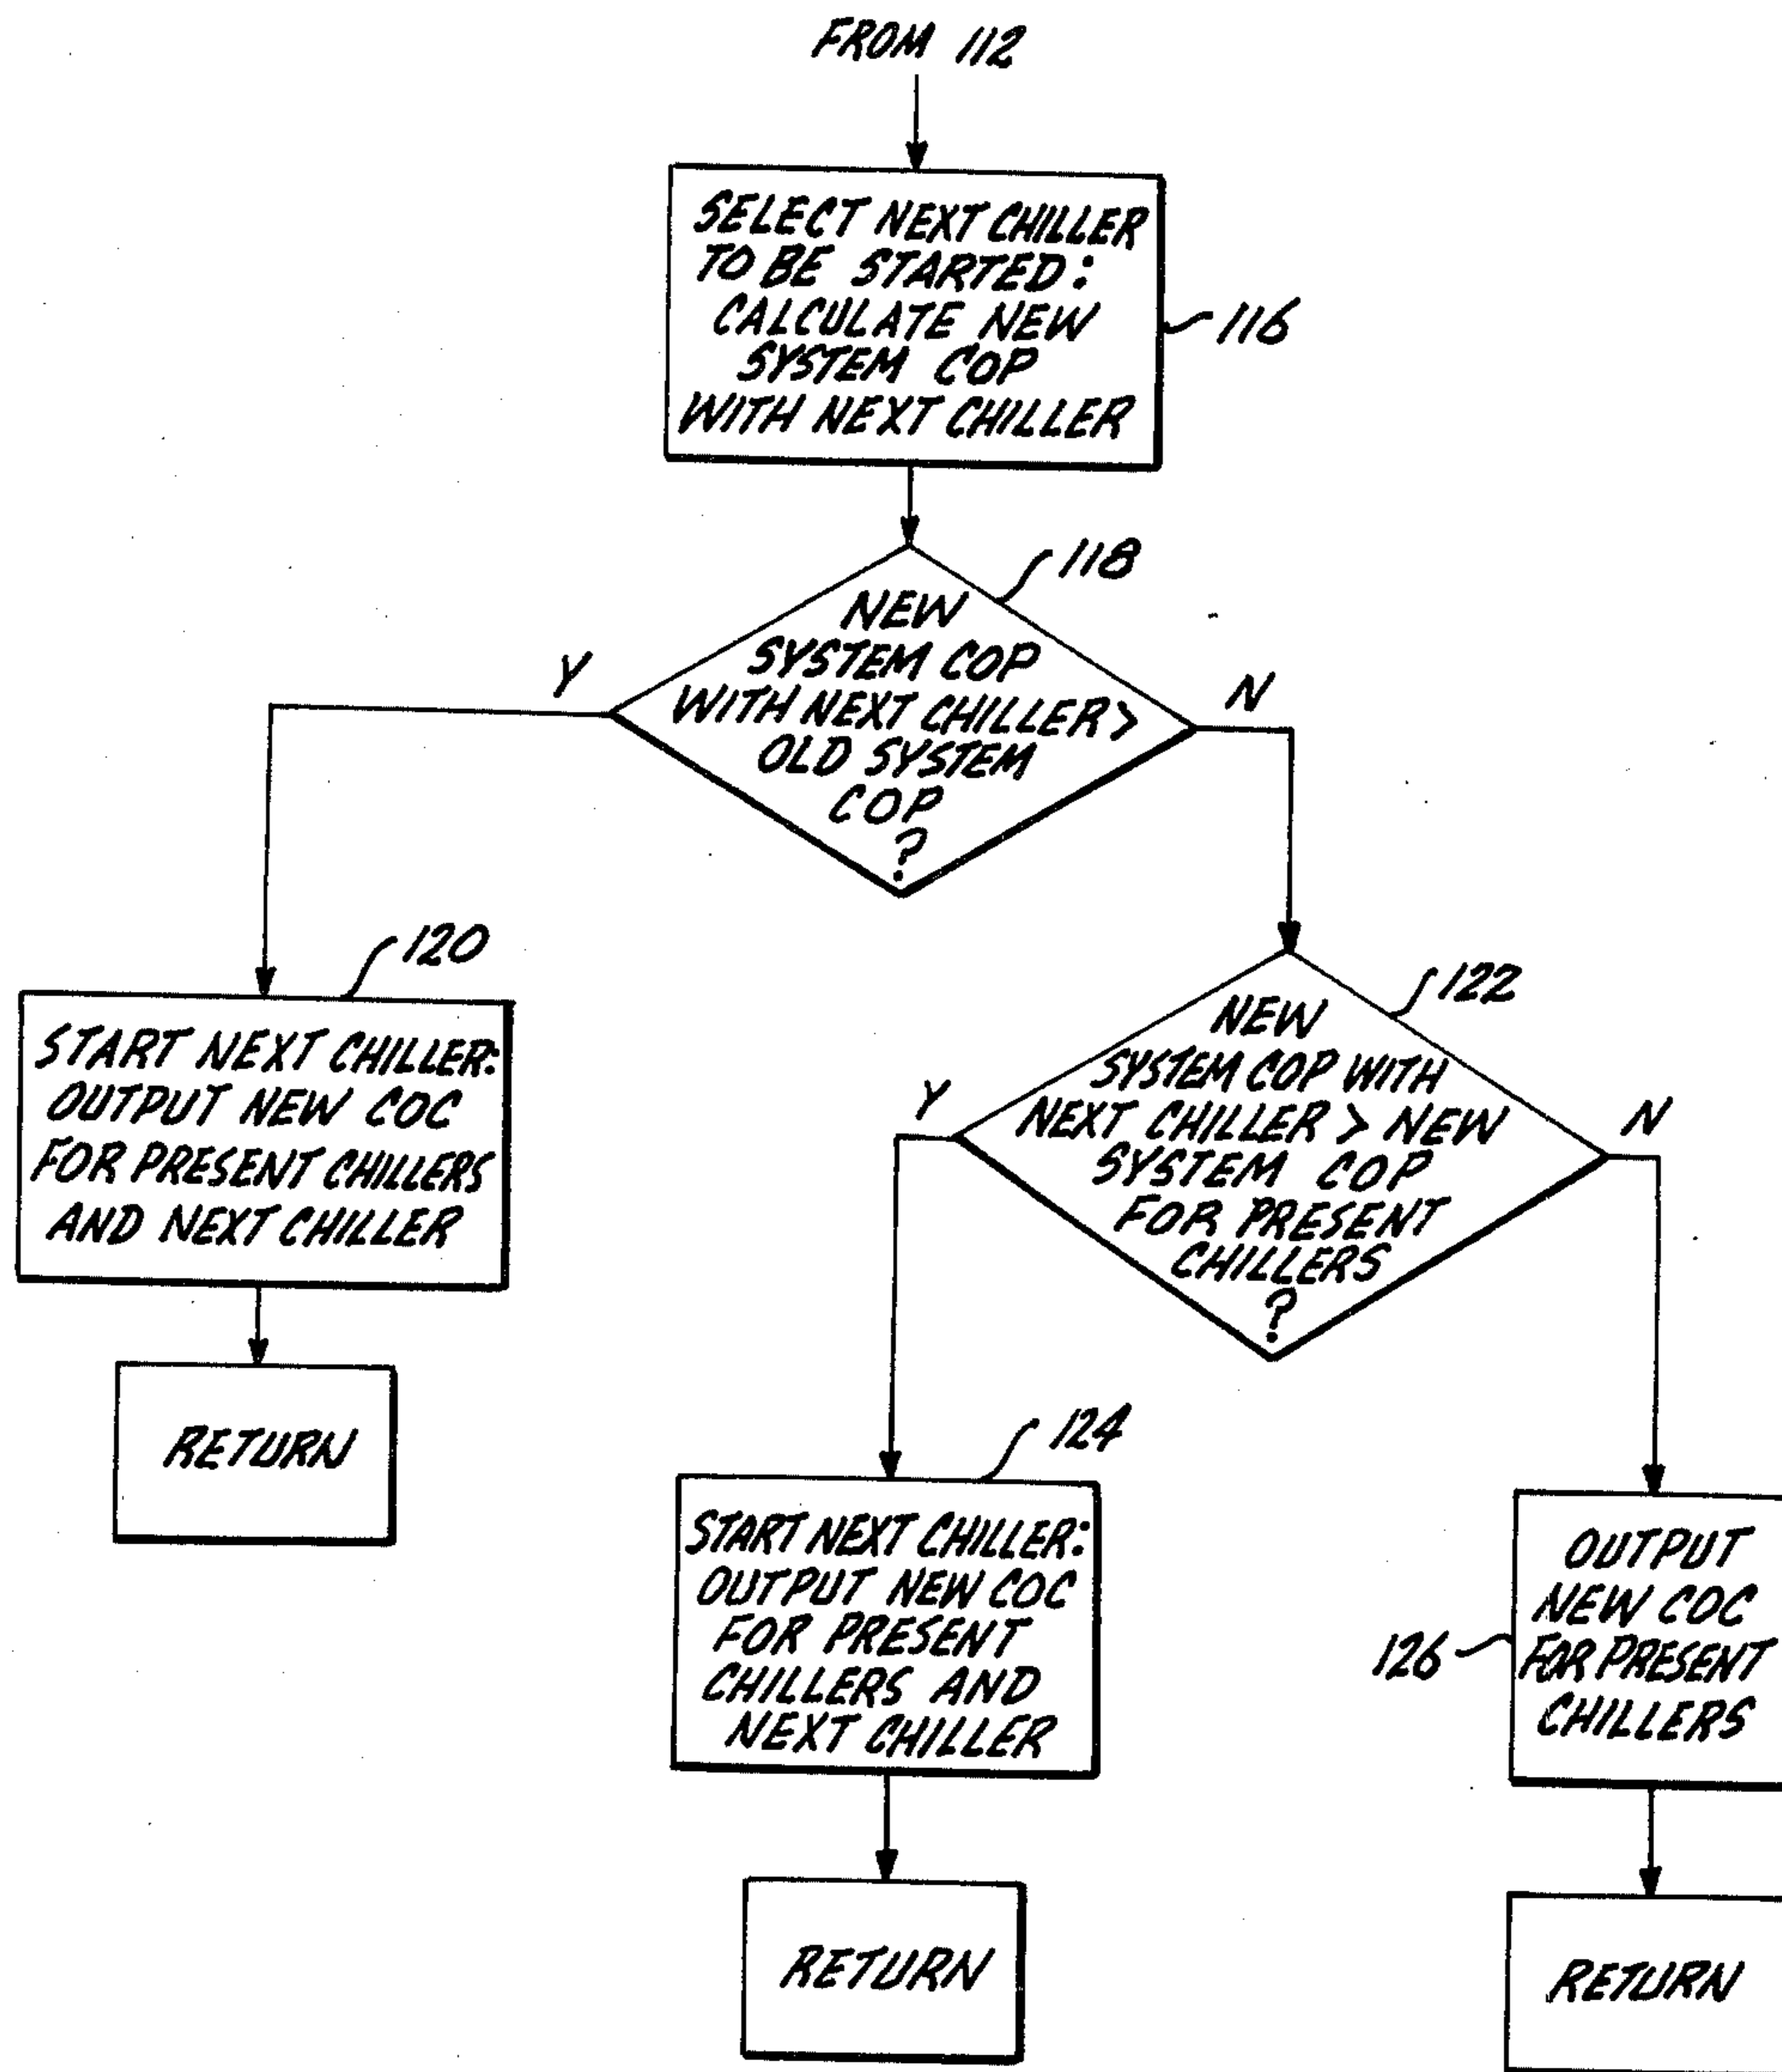 FROM 112
SELECT NEXT CHILLER
TO BE STARTED:
CALCULATE NEW
SYSTEM COP
WITH NEXT CHILLER
116
118
NEW
SYSTEM COP
WITH NEXT CHILLER >
OLD SYSTEM
COP
?
Y
N
120
START NEXT CHILLER:
OUTPUT NEW COC
FOR PRESENT CHILLERS
AND NEXT CHILLER
RETURN
122
NEW
SYSTEM COP WITH
NEXT CHILLER > NEW
SYSTEM COP
FOR PRESENT
CHILLERS
?
Y
N
124
START NEXT CHILLER:
OUTPUT NEW COC
FOR PRESENT
CHILLERS AND
NEXT CHILLER
RETURN
126
OUTPUT
NEW COC
FOR PRESENT
CHILLERS
RETURN